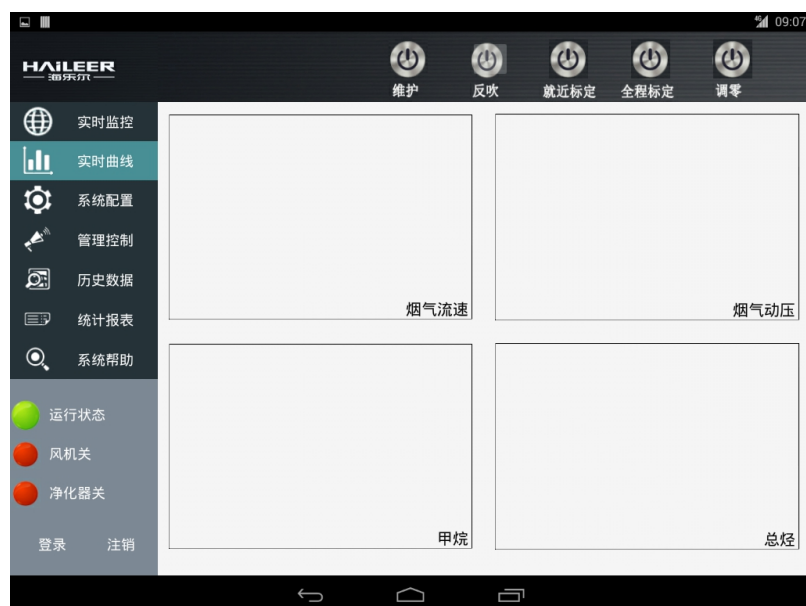 09:07
HAiLEER
海乐尔
维护
反吹
就近标定
全程标定
调零
实时监控
实时曲线
系统配置
管理控制
历史数据
统计报表
系统帮助
运行状态
风机关
净化器关
登录 注销
烟气流速
烟气动压
甲烷
总烃